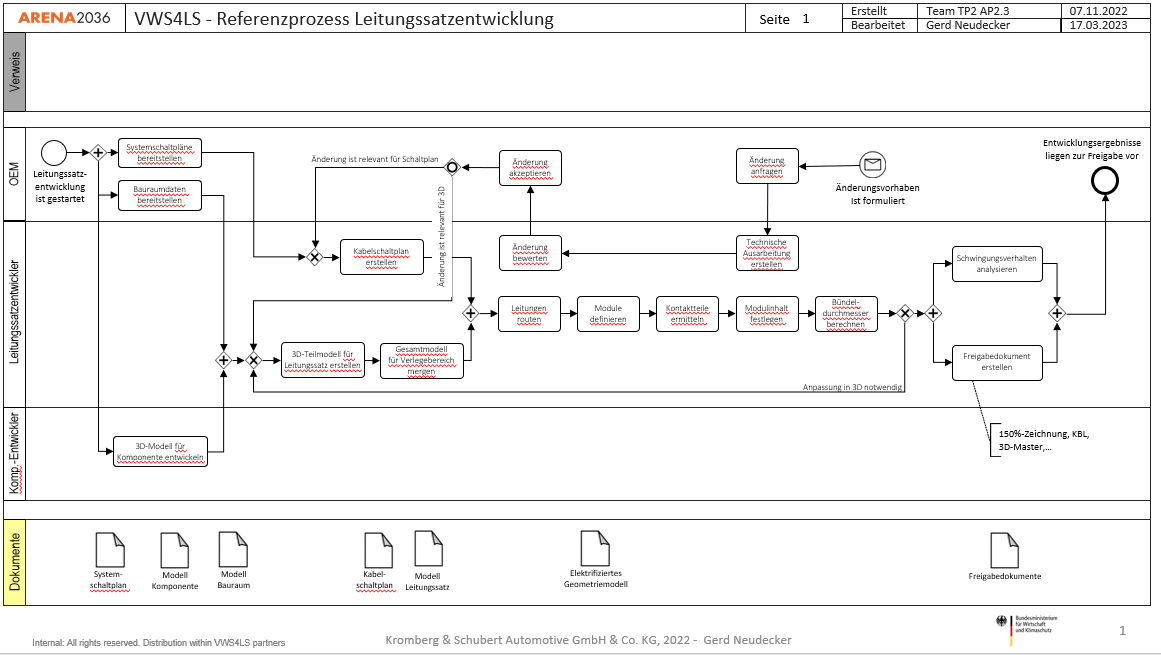 ARENA2036
VWS4LS - Referenzprozess Leitungssatzentwicklung
Seite 1
Erstellt
Team TP2 AP2.3
07.11.2022
Bearbeitet
Gerd Neudecker
17.03.2023
Verweis
OEM
Leitungssatz-
entwicklung
ist gestartet
Systemschaltpläne
bereitstellen
Bauraumdaten
bereitstellen
Änderung ist relevant für Schaltplan
Änderung ist relevant für 3D
Änderung
akzeptieren
Änderung
anfragen
Änderungsvorhaben
ist formuliert
Entwicklungsergebnisse
liegen zur Freigabe vor
Leitungssatzentwickler
Kabelschaltplan
erstellen
Änderung
bewerten
Technische
Ausarbeitung
erstellen
Schwingungsverhalten
analysieren
Leitungen
routen
Module
definieren
Kontaktteile
ermitteln
Modulinhalt
festlegen
Bündel-
durchmesser
berechnen
3D-Teilmodell für
Leitungssatz erstellen
Gesamtmodell
für Verlegebereich
mergen
Freigabedokument
erstellen
Anpassung in 3D notwendig
Komp.-Entwickler
3D-Modell für
Komponente entwickeln
150%-Zeichnung, KBL,
3D-Master,...
Dokumente
System-
schaltplan
Modell
Komponente
Modell
Bauraum
Kabel-
schaltplan
Modell
Leitungssatz
Elektrifiziertes
Geometriemodell
Freigabedokumente
Internal: All rights reserved. Distribution within VWS4LS partners
Kromberg & Schubert Automotive GmbH & Co. KG, 2022 - Gerd Neudecker
Bundesministerium
für Wirtschaft
und Klimaschutz
1